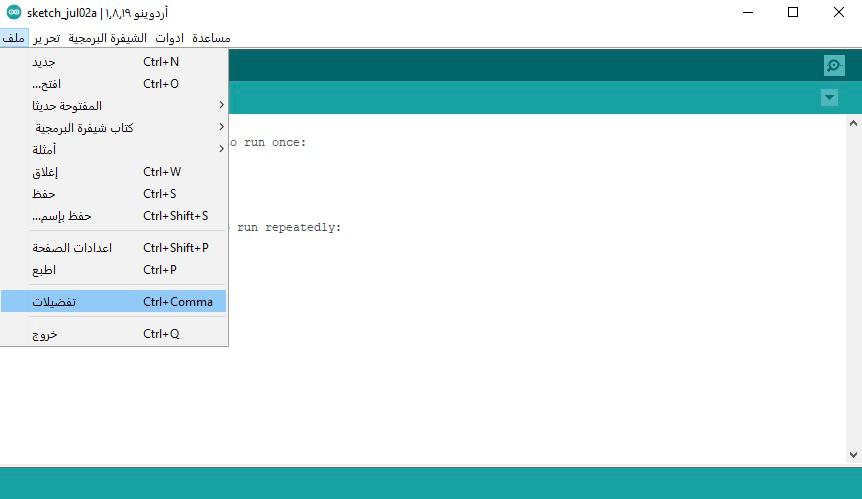 sketch_jul02a | أردوينو ١,٨,١٩
ملف تحرير الشيفرة البرمجية ادوات مساعدة
جديد Ctrl+N
افتح... Ctrl+O
المفتوحة حديثا
كتاب شيفرة البرمجية
أمثلة
إغلاق Ctrl+W
حفظ Ctrl+S
حفظ بإسم... Ctrl+Shift+S
اعدادات الصفحة Ctrl+Shift+P
اطبع Ctrl+P
تفضيلات Ctrl+Comma
خروج Ctrl+Q
o run once:
run repeatedly: